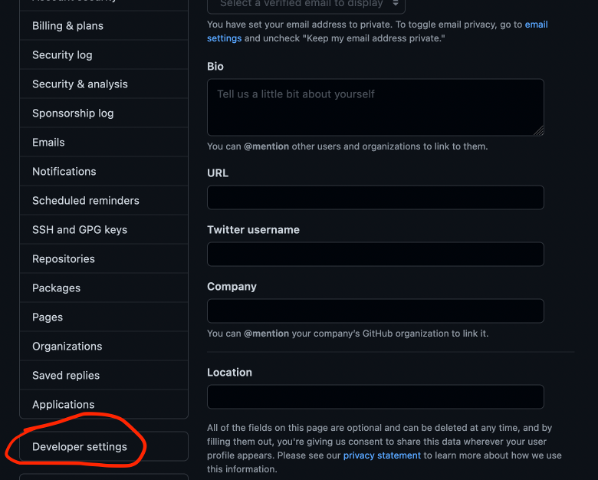 Select a verified email to display
Billing & plans
Security log
Security & analysis
Sponsorship log
Emails
Notifications
Scheduled reminders
SSH and GPG keys
Repositories
Packages
Pages
Organizations
Saved replies
Applications
Developer settings
You have set your email address to private. To toggle email privacy, go to email
settings and uncheck "Keep my email address private."
Bio
Tell us a little bit about yourself
You can @mention other users and organizations to link to them.
URL
Twitter username
Company
You can @mention your company's GitHub organization to link it.
Location
All of the fields on this page are optional and can be deleted at any time, and by
filling them out, you're giving us consent to share this data wherever your user
profile appears. Please see our privacy statement to learn more about how we use
this information.